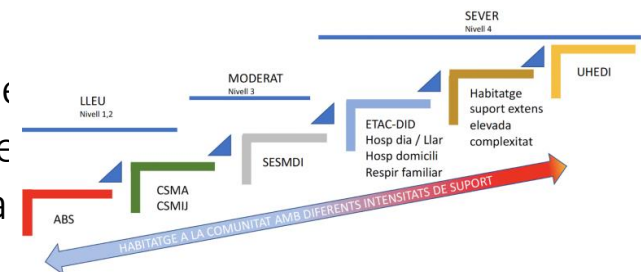 SEVER
Nivell 4
MODERAT
Nivell 3
LLEU
Nivell 1,2
ABS
CSMA
CSMIJ
SESMDI
ETAC-DID
Hosp dia / Llar
Hosp domicili
Respir familiar
Habitatge
suport extens
elevada
complexitat
UHEDI
HABITATGE A LA COMUNITAT AMB DIFERENTS INTENSITATS DE SUPORT